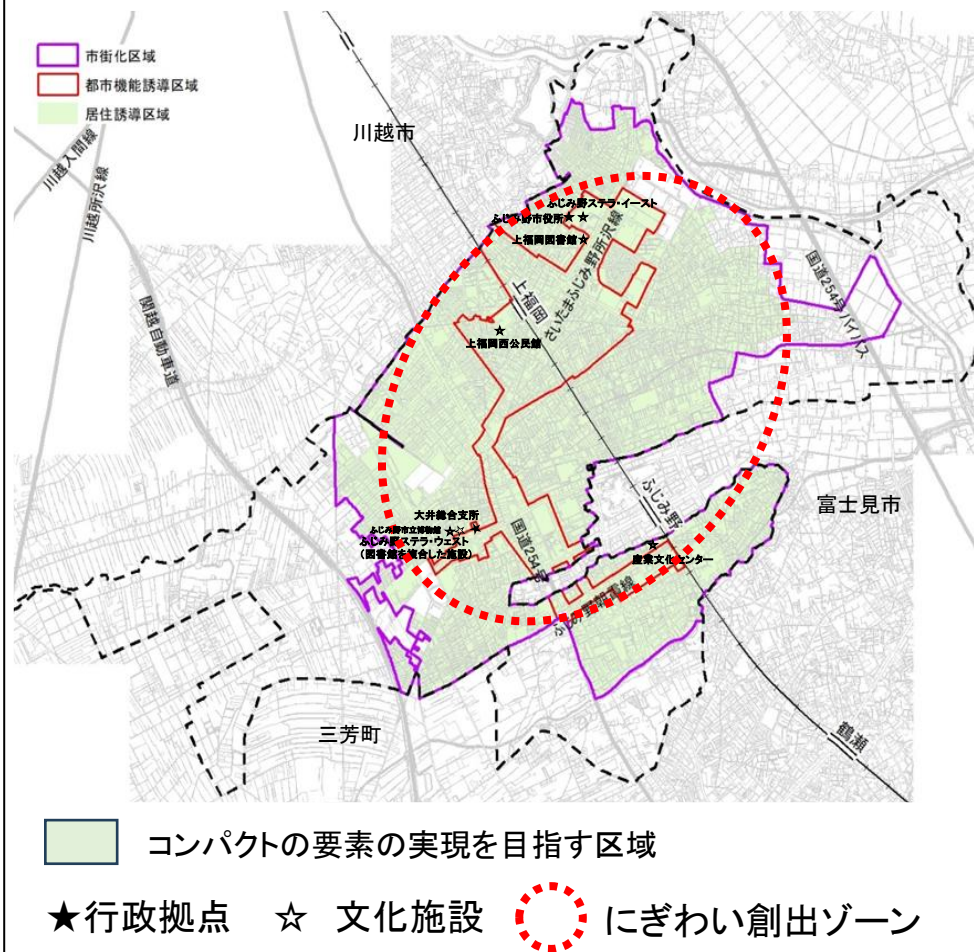 市街化区域
都市機能誘導区域
居住誘導区域
川越市
川越入間線
川越所沢線
関越自動車道
ふじみ野ステラ・イースト
ふじみ野市役所★☆
上福岡図書館☆
さいたまふじみ野所沢線
上福岡
☆
上福岡西公民館
国道254号バイパス
富士見市
ふじみ野
☆
産業文化センター
大井総合支所
ふじみ野市立博物館 ★☆ ★
ふじみ野ステラ・ウェスト
(図書館を複合した施設)
国道254号
三芳町
鶴瀬
コンパクトの要素の実現を目指す区域
★行政拠点 ☆ 文化施設 にぎわい創出ゾーン